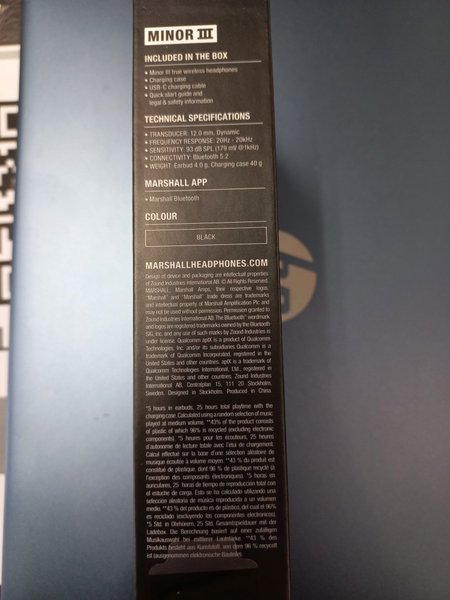 MINOR III
INCLUDED IN THE BOX
• Minor III true wireless headphones
• Charging case
• USB-C charging cable
• Quick start guide and
legal & safety information
TECHNICAL SPECIFICATIONS
• TRANSDUCER: 12.0 mm, Dynamic
• FREQUENCY RESPONSE: 20Hz - 20kHz
• SENSITIVITY: 93 dB SPL (179 mV @1kHz)
• CONNECTIVITY: Bluetooth 5.2
• WEIGHT: Earbud 4.0 g, Charging case 40 g
MARSHALL APP
• Marshall Bluetooth
COLOUR
BLACK
MARSHALLHEADPHONES.COM
Design of device and packaging are intellectual properties
of Zound Industries International AB. © All Rights Reserved.
MARSHALL, Marshall Amps, their respective logos,
"Marshall" and "Marshall" trade dress are trademarks
and intellectual property of Marshall Amplification Plc and
may not be used without permission. Permission granted to
Zound Industries International AB. The Bluetooth® wordmark
and logos are registered trademarks owned by the Bluetooth
SIG, Inc. and any use of such marks by Zound Industries is
under license. Qualcomm aptX is a product of Qualcomm
Technologies, Inc. and/or its subsidiaries. Qualcomm is a
trademark of Qualcomm Incorporated, registered in the
United States and other countries. aptX is a trademark of
Qualcomm Technologies International, Ltd., registered in
the United States and other countries. Zound Industries
International AB, Centralplan 15, 111 20 Stockholm,
Sweden. Designed in Stockholm. Produced in China.
*5 hours in earbuds, 25 hours total playtime with the
charging case. Calculated using a random selection of music
played at medium volume. **43% of the product consists
of plastic of which 96% is recycled (excluding electronic
components). *5 heures pour les écouteurs, 25 heures
d'autonomie de lecture totale avec l'étui de chargement.
Calcul effectué sur la base d'une sélection aléatoire de
musique écoutée à volume moyen. **43 % du produit est
constitué de plastique, dont 96 % de plastique recyclé (à
l'exception des composants électroniques). *5 horas en
auriculares, 25 horas de tiempo de reproducción total con
el estuche de carga. Esto se ha calculado utilizando una
selección aleatoria de música reproducida a un volumen
medio. **43 % del producto es de plástico, del cual el 96%
es reciclado (excluyendo los componentes electrónicos).
*5 Std. in Ohrhörern, 25 Std. Gesamtspieldauer mit der
Ladebox. Die Berechnung basiert auf einer zufälligen
Musikauswahl bei mittlerer Lautstärke. **43 % des
Produkts besteht aus Kunststoff, von dem 96 % recycelt
ist (ausgenommen elektronische Bauteile).